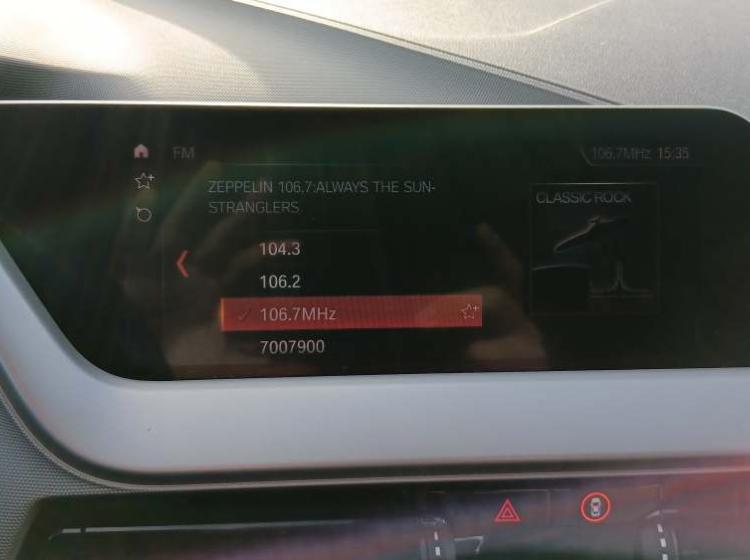 FM
106.7MHz 15:35
ZEPPELIN 106,7:ALWAYS THE SUN-
STRANGLERS
CLASSIC ROCK
104.3
106.2
106.7MHz
7007900